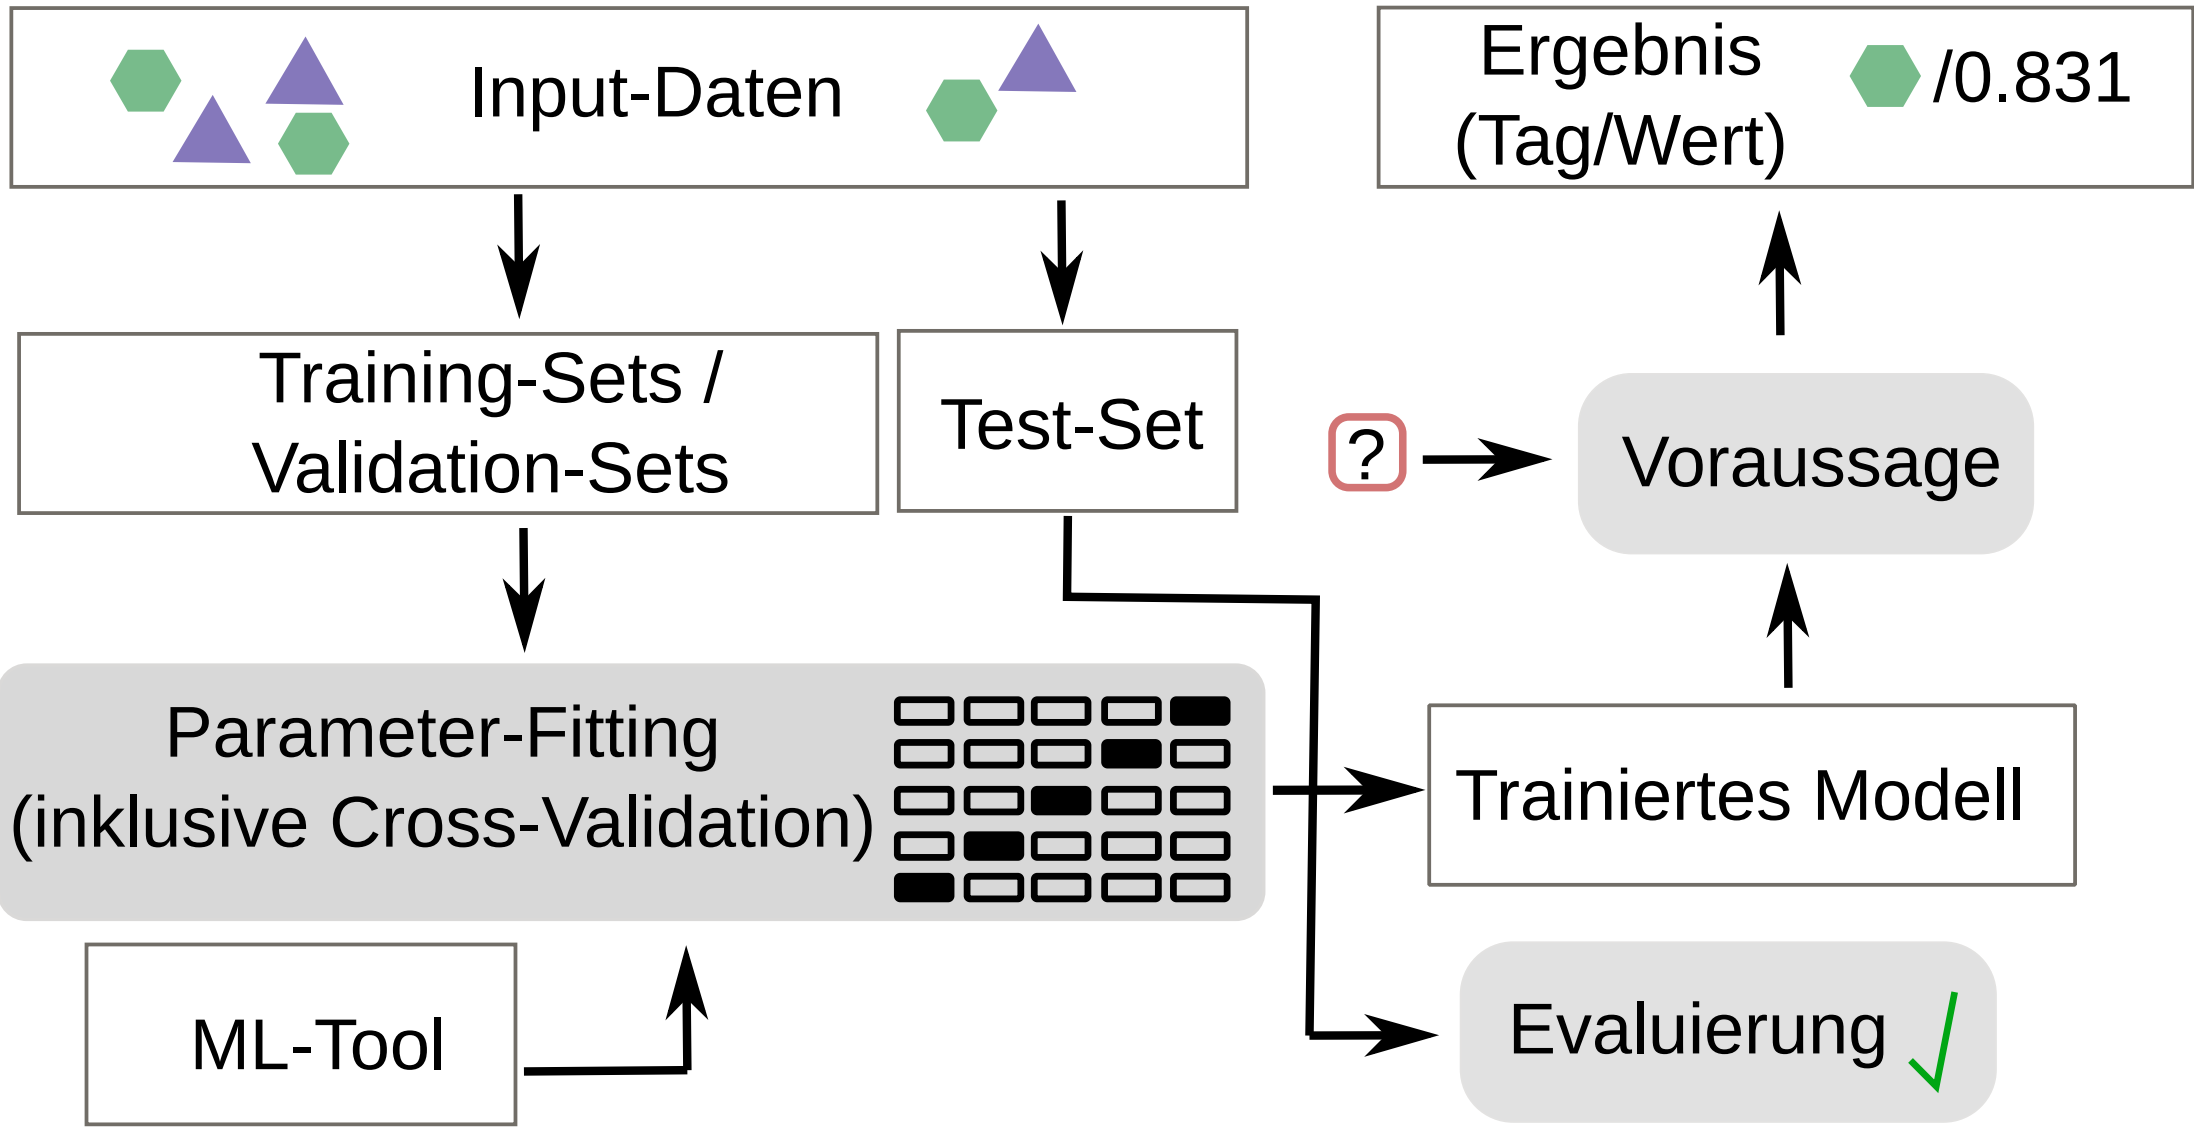 Input-Daten
Ergebnis
(Tag/Wert)
/0.831
Training-Sets /
Validation-Sets
Test-Set
?
Voraussage
Parameter-Fitting
(inklusive Cross-Validation)
Trainiertes Modell
ML-Tool
Evaluierung